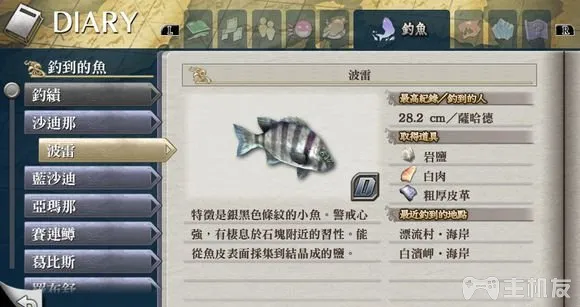 DIARY
L
釣魚
R
釣到的魚
釣績
沙迪那
波雷
藍沙迪
亞瑪那
賽連鱒
葛比斯
波雷
D
特徵是銀黑色條紋的小魚。警戒心
強，有棲息於石塊附近的習性。能
從魚皮表面採集到結晶成的鹽。
最高紀錄／釣到的人
28.2 cm／薩哈德
取得道具
岩鹽
白肉
粗厚皮革
最近釣到的地點
漂流村・海岸
白濱岬・海岸
主机友